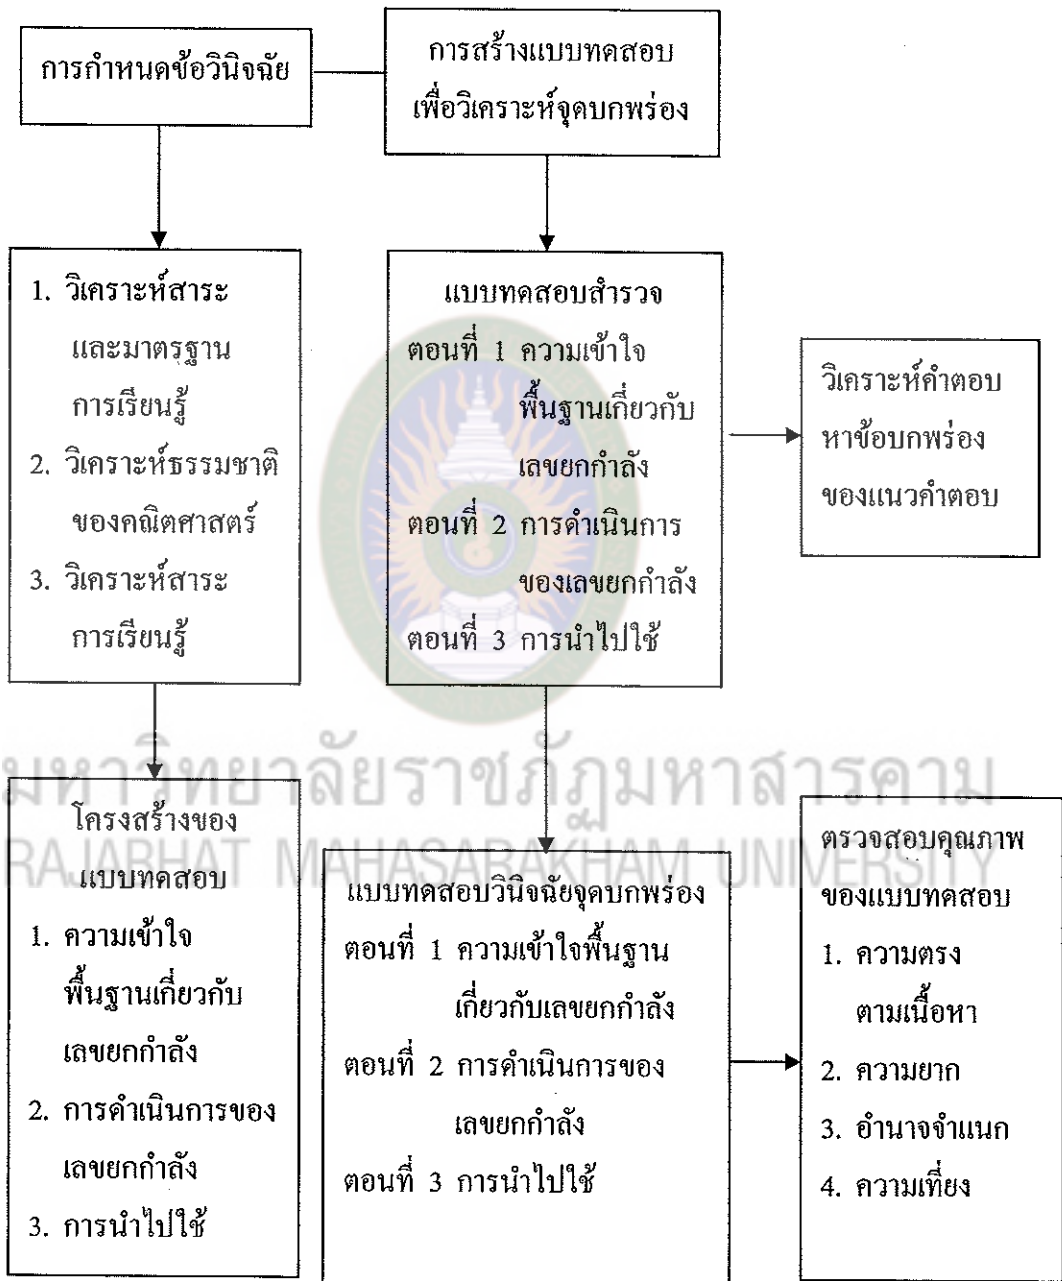 การกำหนดข้อวินิจฉัย
การสร้างแบบทดสอบ
เพื่อวิเคราะห์จุดบกพร่อง
1. วิเคราะห์สาระ
และมาตรฐาน
การเรียนรู้
2. วิเคราะห์ธรรมชาติ
ของคณิตศาสตร์
3. วิเคราะห์สาระ
การเรียนรู้
แบบทดสอบสำรวจ
ตอนที่ 1 ความเข้าใจ
พื้นฐานเกี่ยวกับ
เลขยกกำลัง
ตอนที่ 2 การดำเนินการ
ของเลขยกกำลัง
ตอนที่ 3 การนำไปใช้
วิเคราะห์คำตอบ
หาข้อบกพร่อง
ของแนวคำตอบ
มหาวิทยาลัยราชภัฏมหาสารคาม
RAJABHAT MAHASARAKHAM UNIVERSITY
โครงสร้างของ
แบบทดสอบ
1. ความเข้าใจ
พื้นฐานเกี่ยวกับ
เลขยกกำลัง
2. การดำเนินการของ
เลขยกกำลัง
3. การนำไปใช้
แบบทดสอบวินิจฉัยจุดบกพร่อง
ตอนที่ 1 ความเข้าใจพื้นฐาน
เกี่ยวกับเลขยกกำลัง
ตอนที่ 2 การดำเนินการของ
เลขยกกำลัง
ตอนที่ 3 การนำไปใช้
ตรวจสอบคุณภาพ
ของแบบทดสอบ
1. ความตรง
ตามเนื้อหา
2. ความยาก
3. อำนาจจำแนก
4. ความเที่ยง